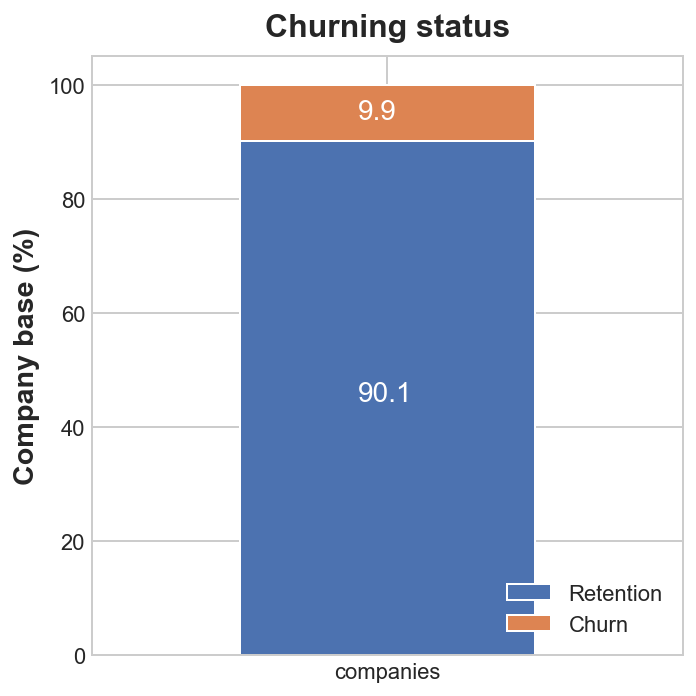 Churning status
Company base (%)
100
80
60
40
20
0
9.9
90.1
Retention
Churn
companies